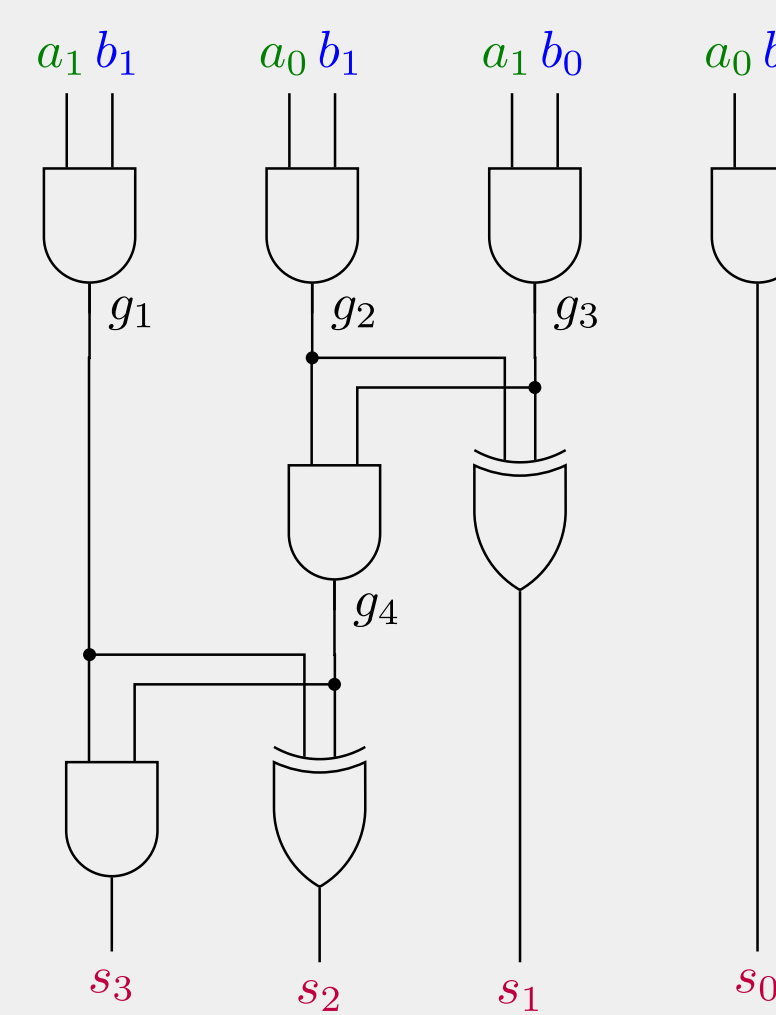 a₁ b₁ a₀ b₁ a₁ b₀ a₀
g₁ g₂ g₃
g₄
s₃ s₂ s₁ s₀